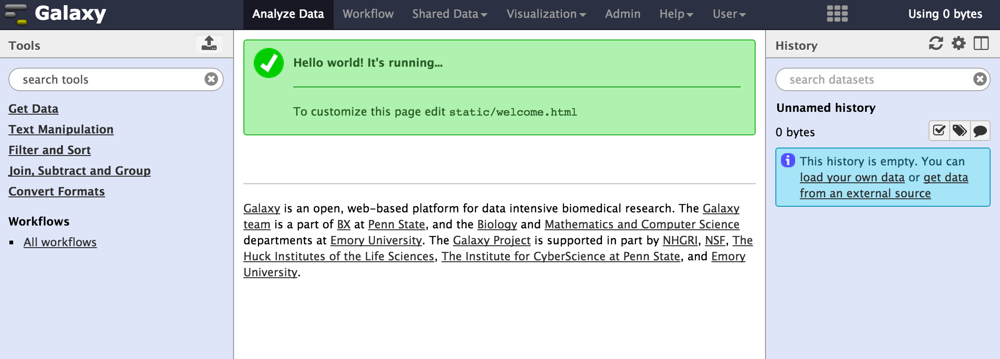 Galaxy
Analyze Data Workflow Shared Data Visualization Admin Help User Using 0 bytes
Tools
search tools
Get Data
Text Manipulation
Filter and Sort
Join, Subtract and Group
Convert Formats
Workflows
All workflows
Hello world! It's running...
To customize this page edit static/welcome.html
Galaxy is an open, web-based platform for data intensive biomedical research. The Galaxy
team is a part of BX at Penn State, and the Biology and Mathematics and Computer Science
departments at Emory University. The Galaxy Project is supported in part by NHGRI, NSF, The
Huck Institutes of the Life Sciences, The Institute for CyberScience at Penn State, and Emory
University.
History
search datasets
Unnamed history
0 bytes
This history is empty. You can
load your own data or get data
from an external source